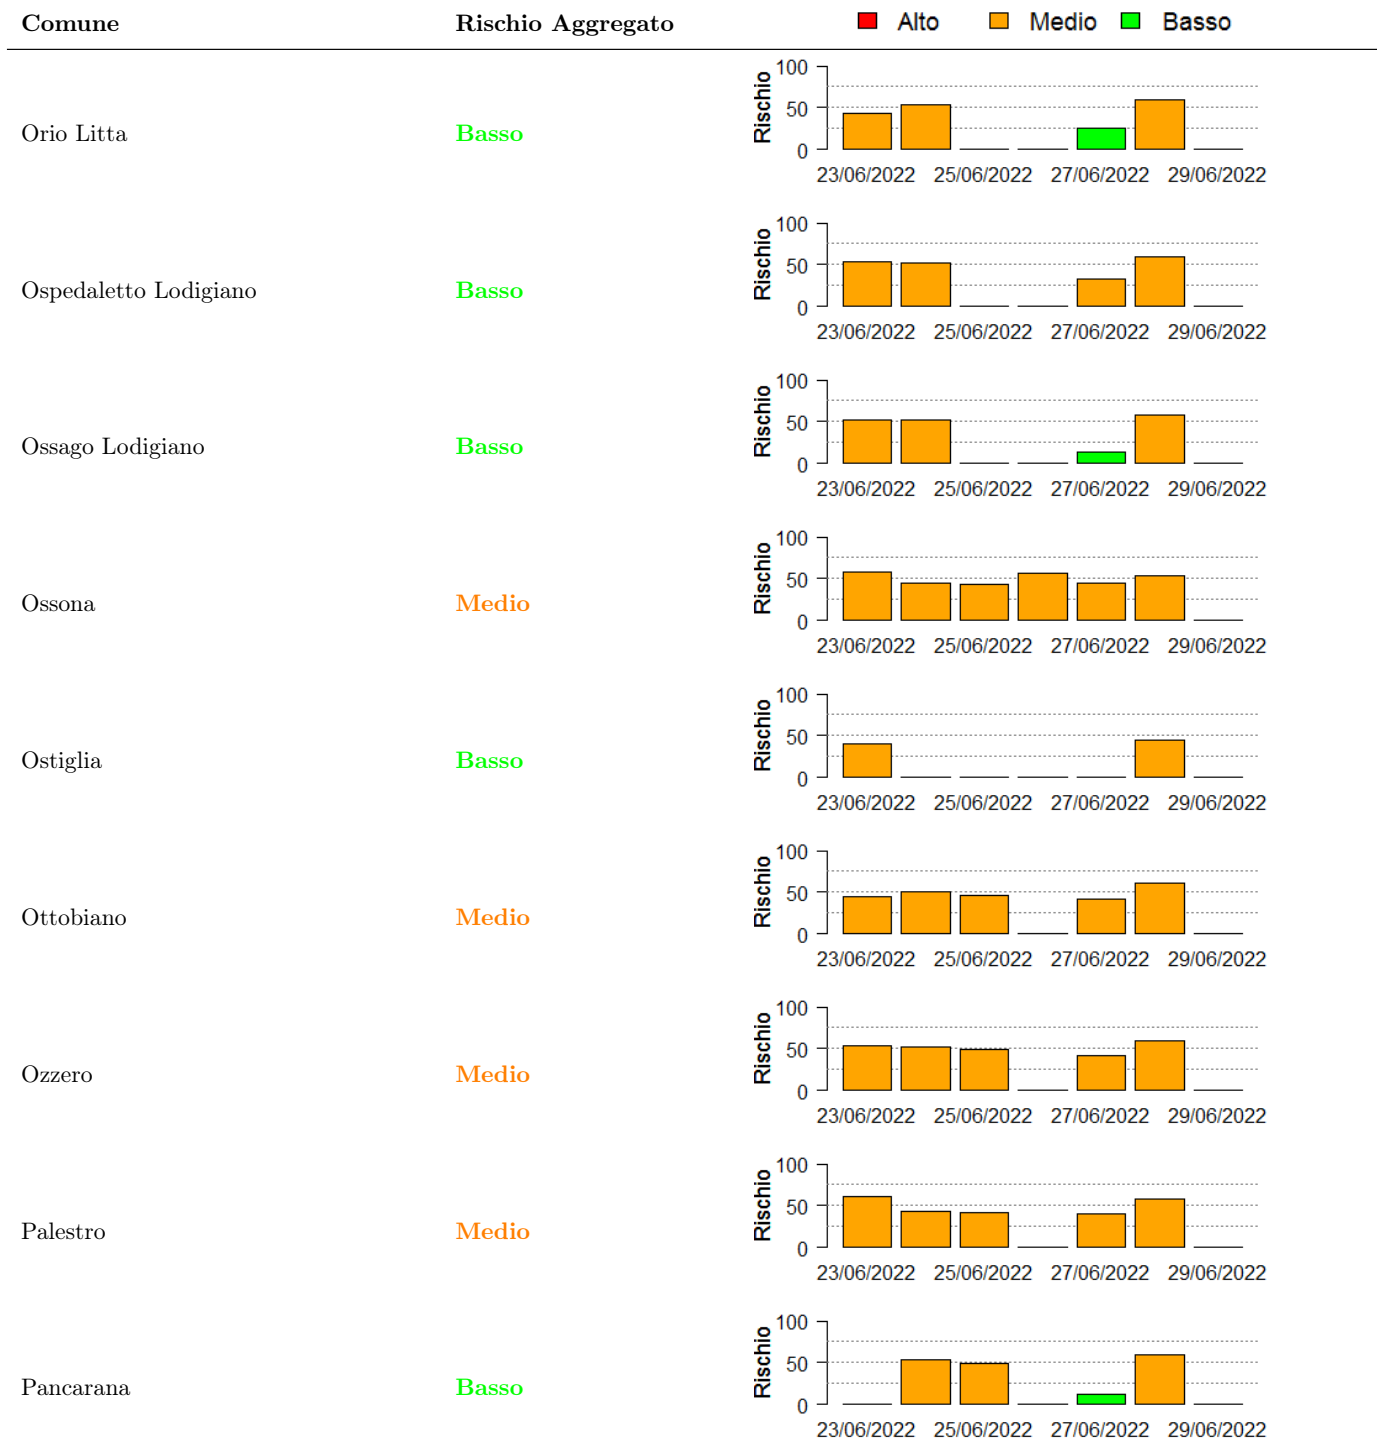 Comune Rischio Aggregato Alto Medio Basso
100
Rischio
50
Orio Litta Basso
0
23/06/2022 25/06/2022 27/06/2022 29/06/2022
100
Rischio
50
Ospedaletto Lodigiano Basso
0
23/06/2022 25/06/2022 27/06/2022 29/06/2022
100
Rischio
50
Ossago Lodigiano Basso
0
23/06/2022 25/06/2022 27/06/2022 29/06/2022
100
Rischio
50
Ossona Medio
0
23/06/2022 25/06/2022 27/06/2022 29/06/2022
100
Rischio
50
Ostiglia Basso
0
23/06/2022 25/06/2022 27/06/2022 29/06/2022
100
Rischio
50
Ottobiano Medio
0
23/06/2022 25/06/2022 27/06/2022 29/06/2022
100
Rischio
50
Ozzero Medio
0
23/06/2022 25/06/2022 27/06/2022 29/06/2022
100
Rischio
50
Palestro Medio
0
23/06/2022 25/06/2022 27/06/2022 29/06/2022
100
Rischio
50
Pancarana Basso
0
23/06/2022 25/06/2022 27/06/2022 29/06/2022